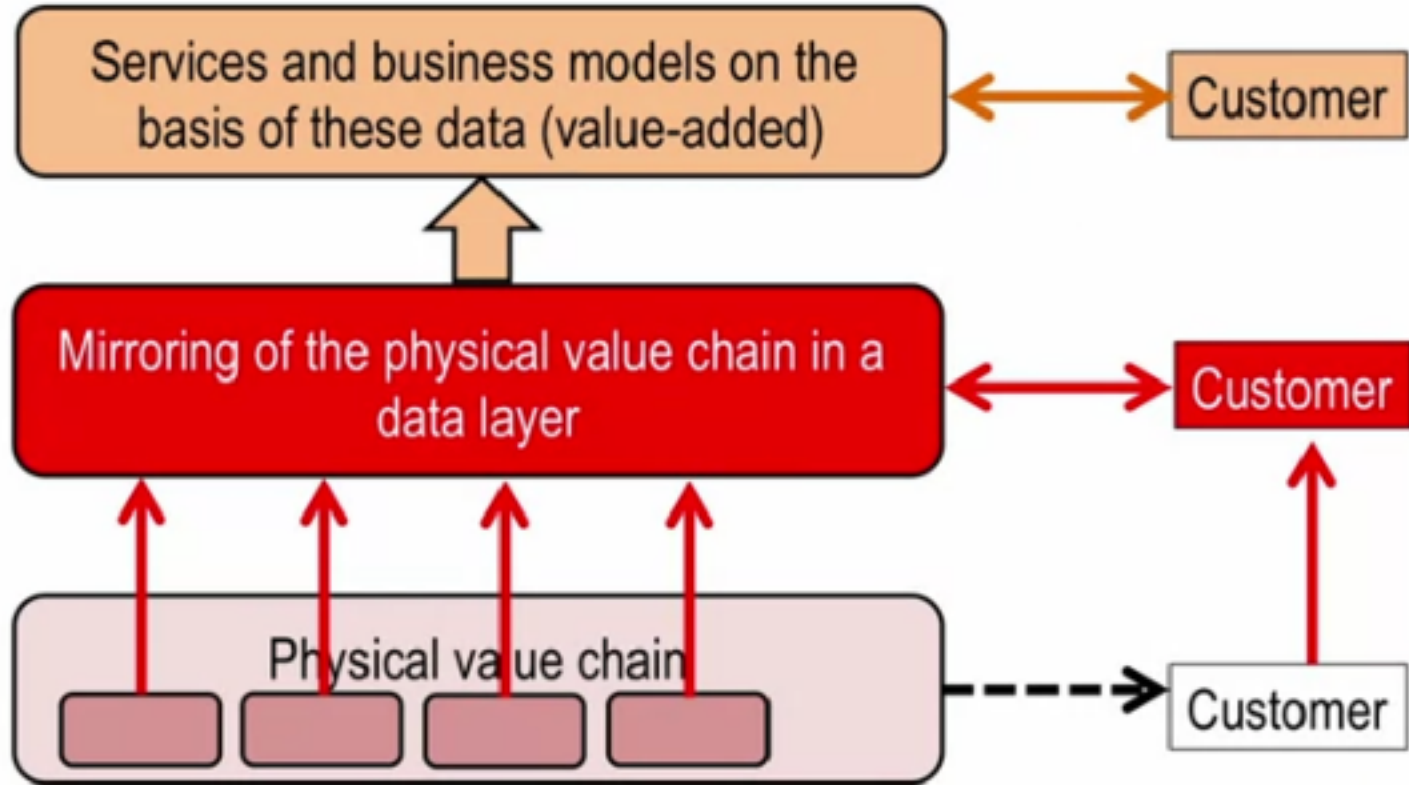 Services and business models on the
basis of these data (value-added)
Customer
Mirroring of the physical value chain in a
data layer
Customer
Physical value chain
Customer